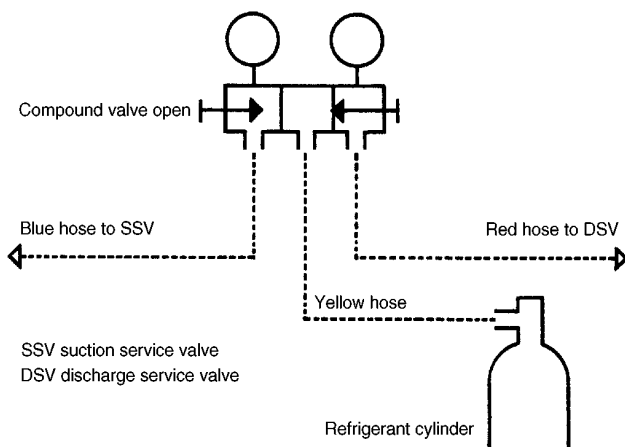 Compound valve open
Blue hose to SSV
Red hose to DSV
Yellow hose
SSV suction service valve
DSV discharge service valve
Refrigerant cylinder